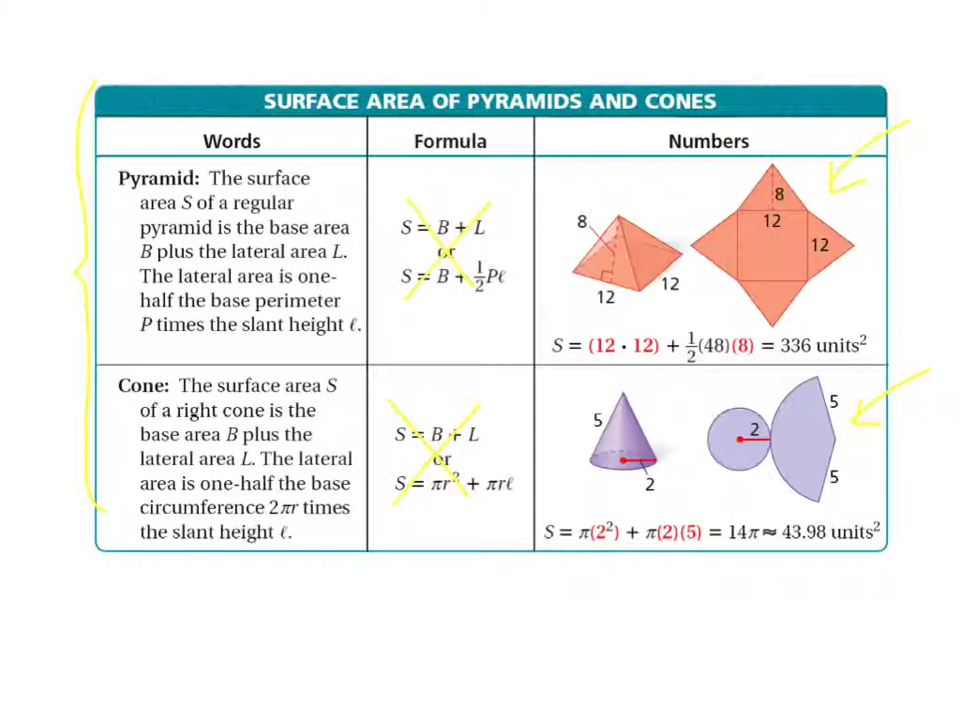 SURFACE AREA OF PYRAMIDS AND CONES
Words Formula Numbers
Pyramid: The surface
area S of a regular
pyramid is the base area
B plus the lateral area L.
The lateral area is one-
half the base perimeter
P times the slant height ℓ.
S = B + L
or
S = B + 1/2 Pℓ
8
12
12
8
12
12
S = (12 · 12) + 1/2 (48)(8) = 336 units²
Cone: The surface area S
of a right cone is the
base area B plus the
lateral area L. The lateral
area is one-half the base
circumference 2πr times
the slant height ℓ.
S = B + L
or
S = πr² + πrℓ
5
2
2
5
5
S = π(2²) + π(2)(5) = 14π ≈ 43.98 units²